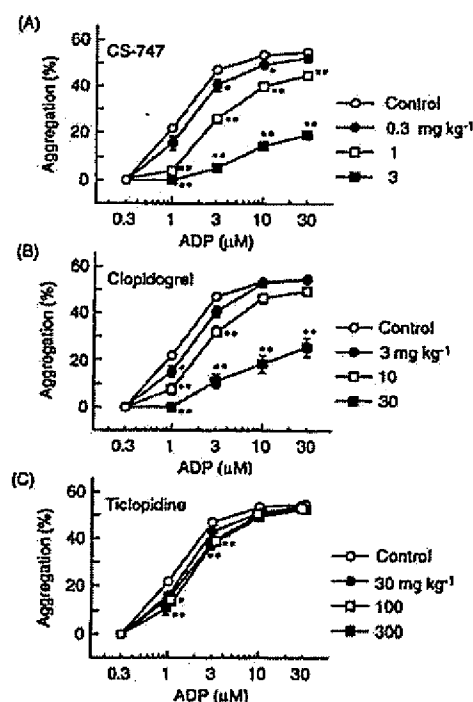 (A)
CS-747
Aggregation (%)
60
40
20
0
0.3 1 3 10 30
ADP (μM)
Control
0.3 mg kg-1
1
3
(B)
Clopidogrel
Aggregation (%)
60
40
20
0
0.3 1 3 10 30
ADP (μM)
Control
3 mg kg-1
10
30
(C)
Ticlopidine
Aggregation (%)
60
40
20
0
0.3 1 3 10 30
ADP (μM)
Control
30 mg kg-1
100
300